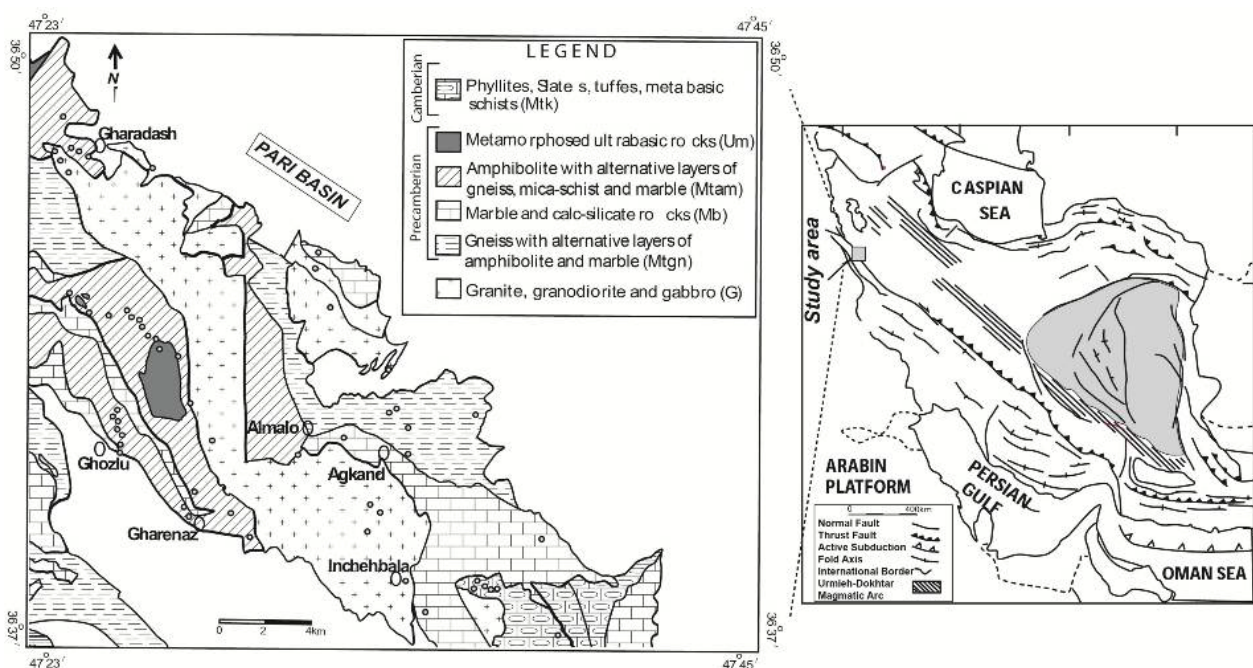 47°23′
47°45′
36°50′
36°50′
N
Gharadash
PARI BASIN
LEGEND
Camberian
Phyllites, Slate s, tuffes, meta basic
schists (Mtk)
Precamberian
Metamo rphosed ult rabasic ro cks (Um)
Amphibolite with alternative layers of
gneiss, mica-schist and marble (Mtam)
Marble and calc-silicate ro cks (Mb)
Gneiss with alternative layers of
amphibolite and marble (Mtgn)
Granite, granodiorite and gabbro (G)
Almalo
Ghozlu
Agkand
Gharenaz
Inchehbala
0 2 4km
36°37′
36°37′
47°23′
47°45′
Study area
CASPIAN
SEA
ARABIN
PLATFORM
PERSIAN
GULF
OMAN SEA
0 400km
Normal Fault
Thrust Fault
Active Subduction
Fold Axis
International Border
Urmieh-Dokhtar
Magmatic Arc